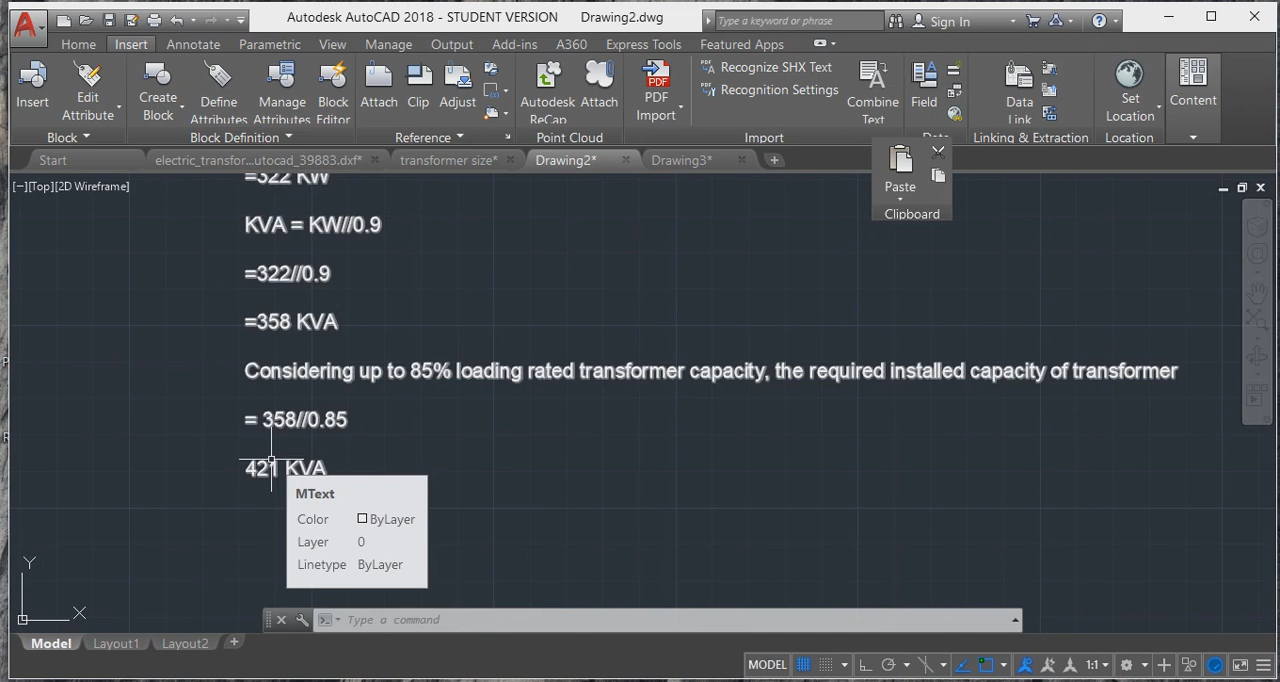 Autodesk AutoCAD 2018 - STUDENT VERSION Drawing2.dwg
Type a keyword or phrase
Sign In
Home Insert Annotate Parametric View Manage Output Add-ins A360 Express Tools Featured Apps
Insert
Edit Attribute
Create Block
Define Attributes
Manage Attributes
Block Editor
Attach
Clip
Adjust
Autodesk ReCap
Attach
PDF Import
Recognize SHX Text
Recognition Settings
Combine Text
Field
Data Link
Set Location
Content
Block
Block Definition
Reference
Point Cloud
Import
Data
Linking & Extraction
Location
Start
electric_transfor...utocad_39883.dxf*
transformer size*
Drawing2*
Drawing3*
Paste
Clipboard
[−][Top][2D Wireframe]
=322 KW
KVA = KW//0.9
=322//0.9
=358 KVA
Considering up to 85% loading rated transformer capacity, the required installed capacity of transformer
= 358//0.85
421 KVA
MText
Color ByLayer
Layer 0
Linetype ByLayer
Y
X
Type a command
Model Layout1 Layout2
MODEL
1:1